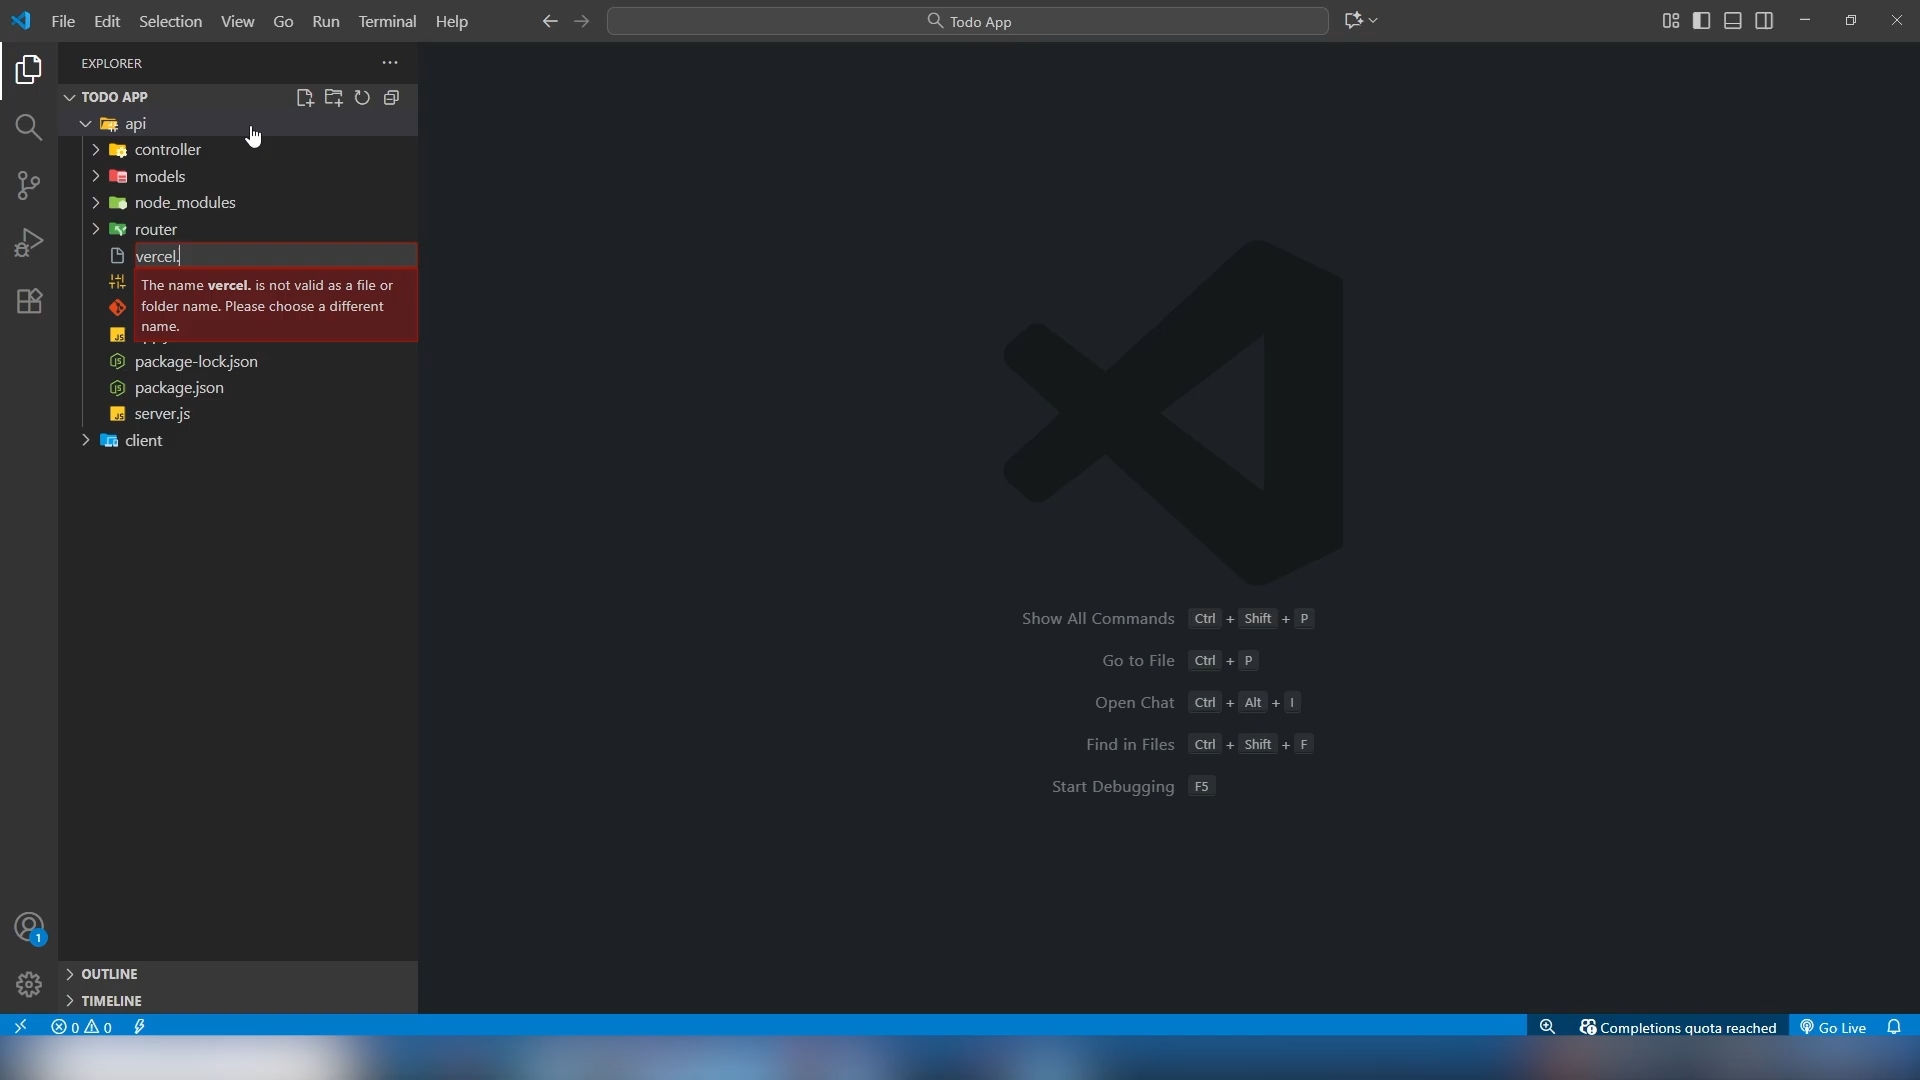 File Edit Selection View Go Run Terminal Help
Todo App
EXPLORER
TODO APP
api
controller
models
node_modules
router
vercel.
The name vercel. is not valid as a file or
folder name. Please choose a different
name.
package-lock.json
package.json
server.js
client
Show All Commands Ctrl + Shift + P
Go to File Ctrl + P
Open Chat Ctrl + Alt + I
Find in Files Ctrl + Shift + F
Start Debugging F5
1
OUTLINE
TIMELINE
0 0
Completions quota reached
Go Live